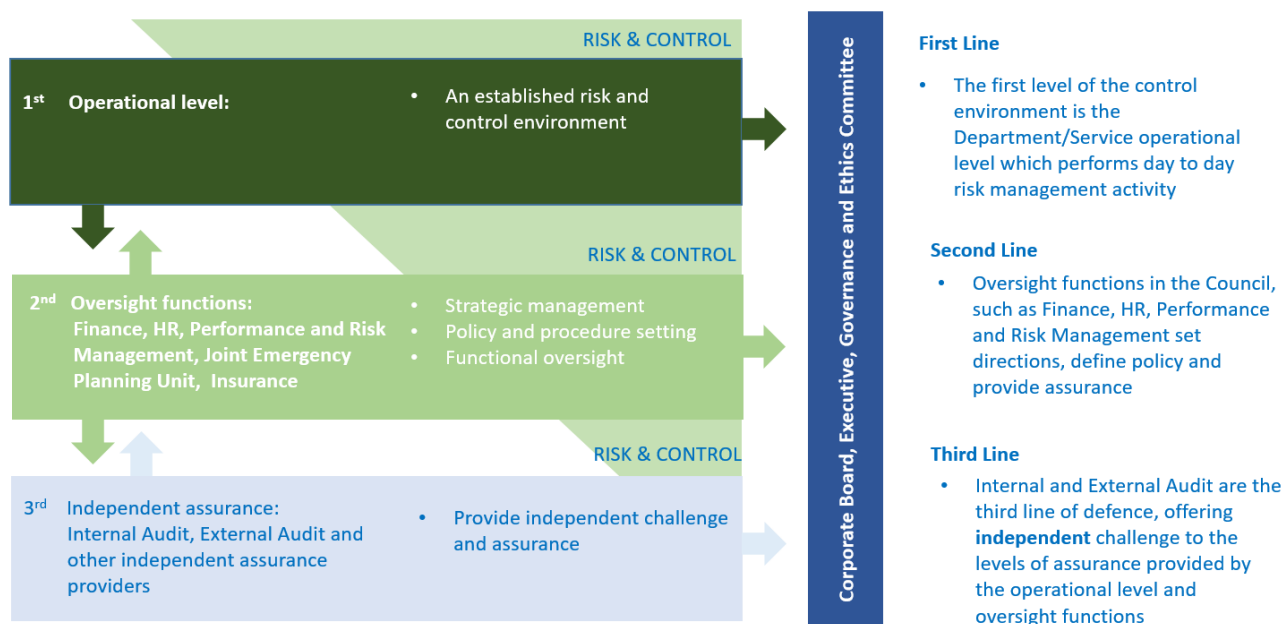 RISK & CONTROL
1st Operational level:
• An established risk and
control environment
RISK & CONTROL
2nd Oversight functions:
Finance, HR, Performance and Risk
Management, Joint Emergency
Planning Unit, Insurance
• Strategic management
• Policy and procedure setting
• Functional oversight
RISK & CONTROL
3rd Independent assurance:
Internal Audit, External Audit and
other independent assurance
providers
• Provide independent challenge
and assurance
Corporate Board, Executive, Governance and Ethics Committee
First Line
• The first level of the control
environment is the
Department/Service operational
level which performs day to day
risk management activity
Second Line
• Oversight functions in the Council,
such as Finance, HR, Performance
and Risk Management set
directions, define policy and
provide assurance
Third Line
• Internal and External Audit are the
third line of defence, offering
independent challenge to the
levels of assurance provided by
the operational level and
oversight functions